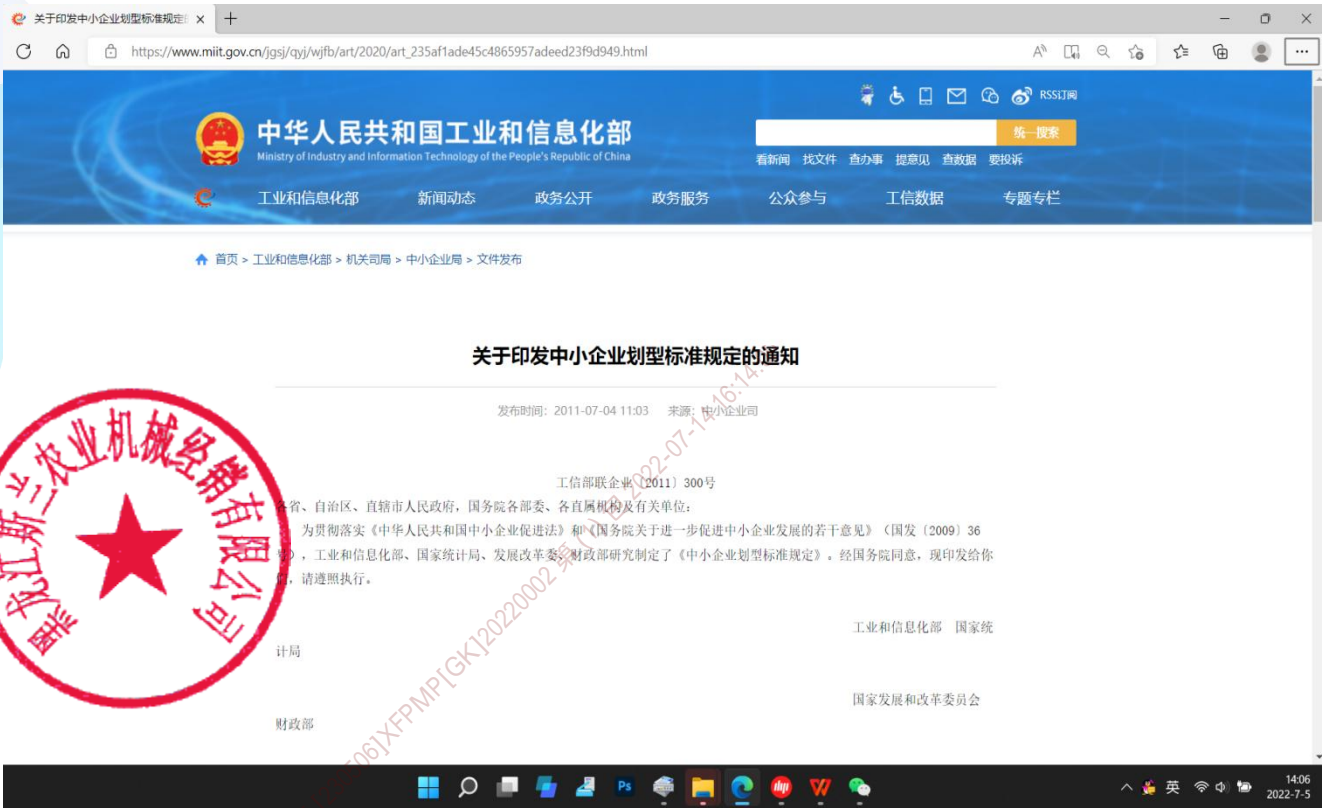 关于印发中小企业划型标准规定
https://www.miit.gov.cn/jgsj/qyj/wjfb/art/2020/art_235af1ade45c4865957adeed23f9d949.html
RSS订阅
中华人民共和国工业和信息化部
Ministry of Industry and Information Technology of the People's Republic of China
统一搜索
看新闻 找文件 查办事 提意见 查数据 要投诉
工业和信息化部 新闻动态 政务公开 政务服务 公众参与 工信数据 专题专栏
首页 > 工业和信息化部 > 机关司局 > 中小企业局 > 文件发布
关于印发中小企业划型标准规定的通知
发布时间：2011-07-04 11:03 来源：中小企业司
工信部联企业〔2011〕300号
各省、自治区、直辖市人民政府，国务院各部委、各直属机构及有关单位：
为贯彻落实《中华人民共和国中小企业促进法》和《国务院关于进一步促进中小企业发展的若干意见》（国发〔2009〕36
号），工业和信息化部、国家统计局、发展改革委、财政部研究制定了《中小企业划型标准规定》。经国务院同意，现印发给你
们，请遵照执行。
工业和信息化部 国家统
计局
国家发展和改革委员会
财政部
黑龙江斯兰农业机械经销有限公司
06]XFPMP[GK]20220002 第(1)包 2022-07-14 16:14:
Ps
英
14:06
2022-7-5